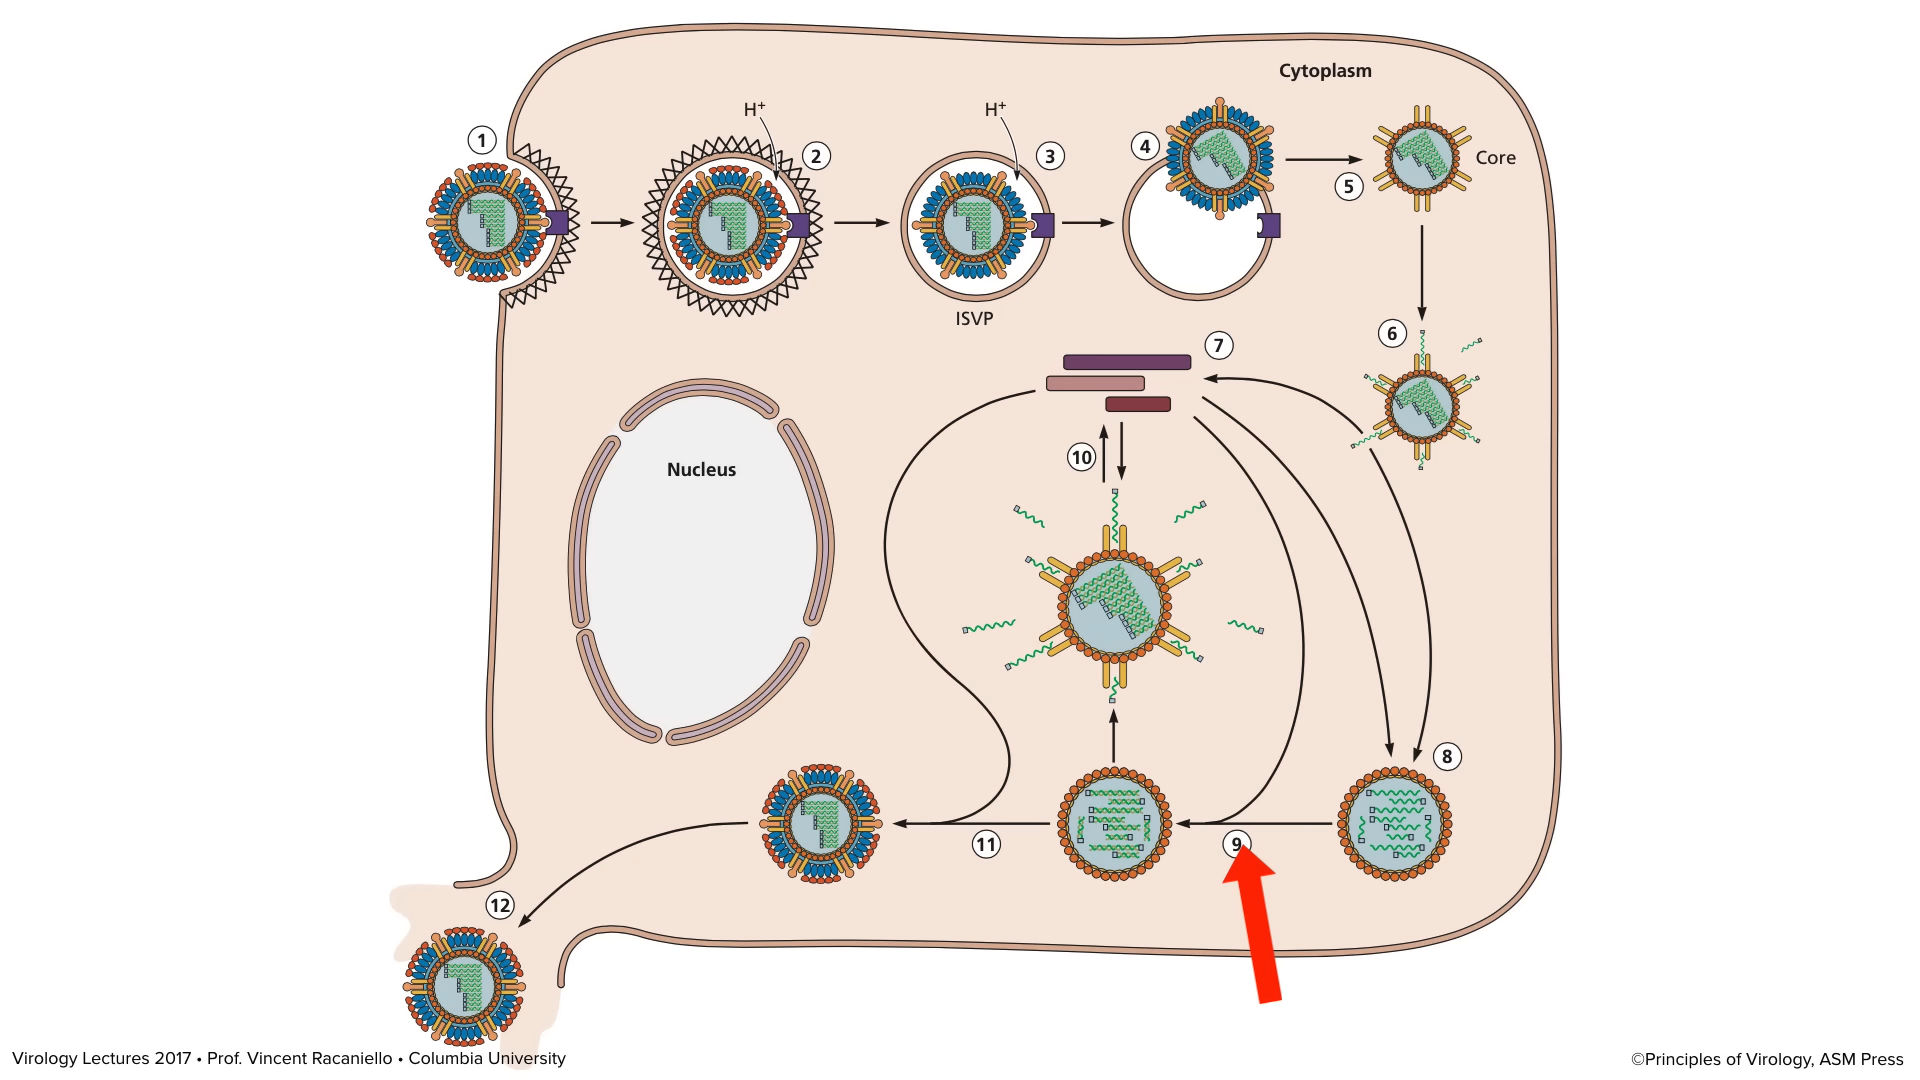 Cytoplasm
H⁺
H⁺
1
2
3
4
5
Core
ISVP
6
7
Nucleus
10
8
9
11
12
Virology Lectures 2017 • Prof. Vincent Racaniello • Columbia University
©Principles of Virology, ASM Press